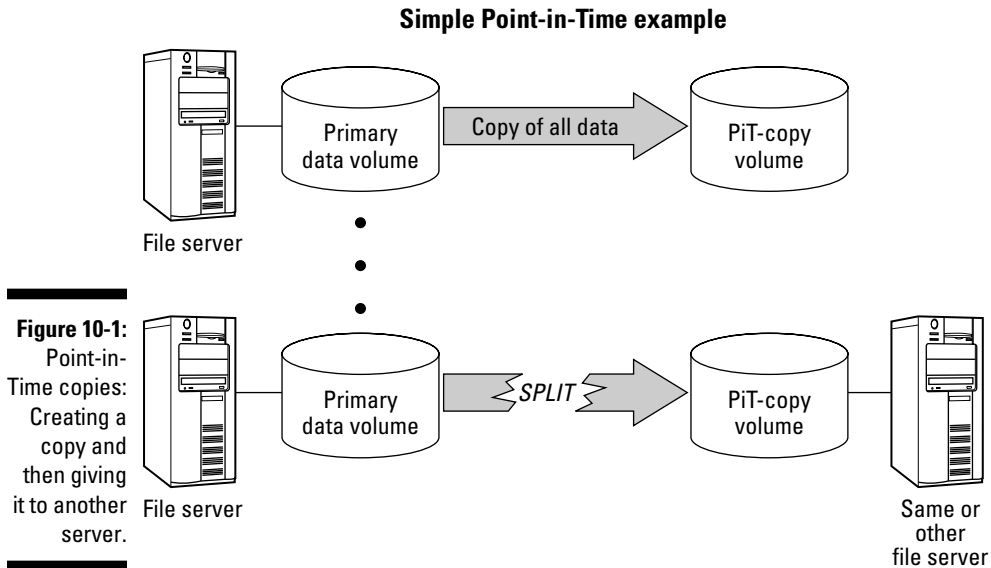 Simple Point-in-Time example
Primary
data volume
Copy of all data
PiT-copy
volume
File server
Figure 10-1:
Point-in-
Time copies:
Creating a
copy and
then giving
it to another
server.
Primary
data volume
SPLIT
PiT-copy
volume
File server
Same or
other
file server